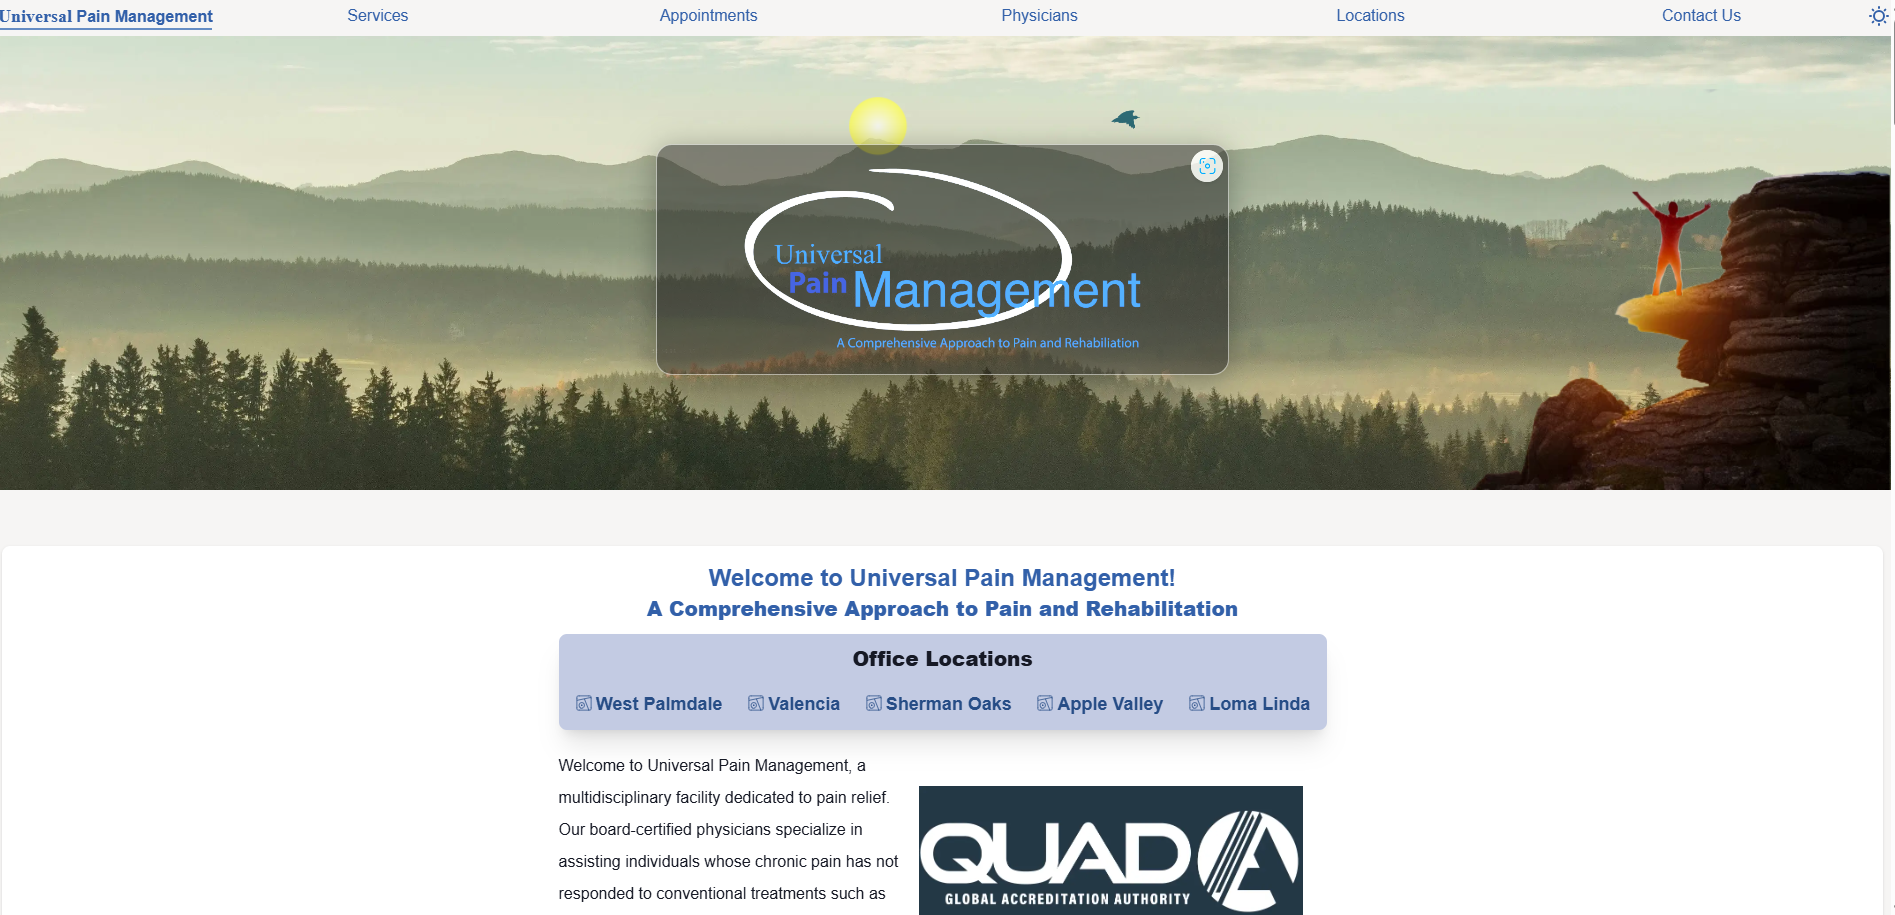 Universal Pain Management
Services
Appointments
Physicians
Locations
Contact Us
Universal
Pain Management
A Comprehensive Approach to Pain and Rehabiliation
Welcome to Universal Pain Management!
A Comprehensive Approach to Pain and Rehabilitation
Office Locations
West Palmdale
Valencia
Sherman Oaks
Apple Valley
Loma Linda
Welcome to Universal Pain Management, a
multidisciplinary facility dedicated to pain relief.
Our board-certified physicians specialize in
assisting individuals whose chronic pain has not
responded to conventional treatments such as
QUAD A
GLOBAL ACCREDITATION AUTHORITY